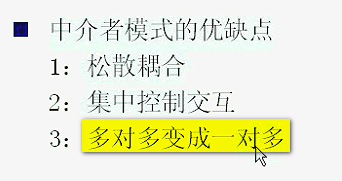 中介者模式的优缺点
1：松散耦合
2：集中控制交互
3：多对多变成一对多